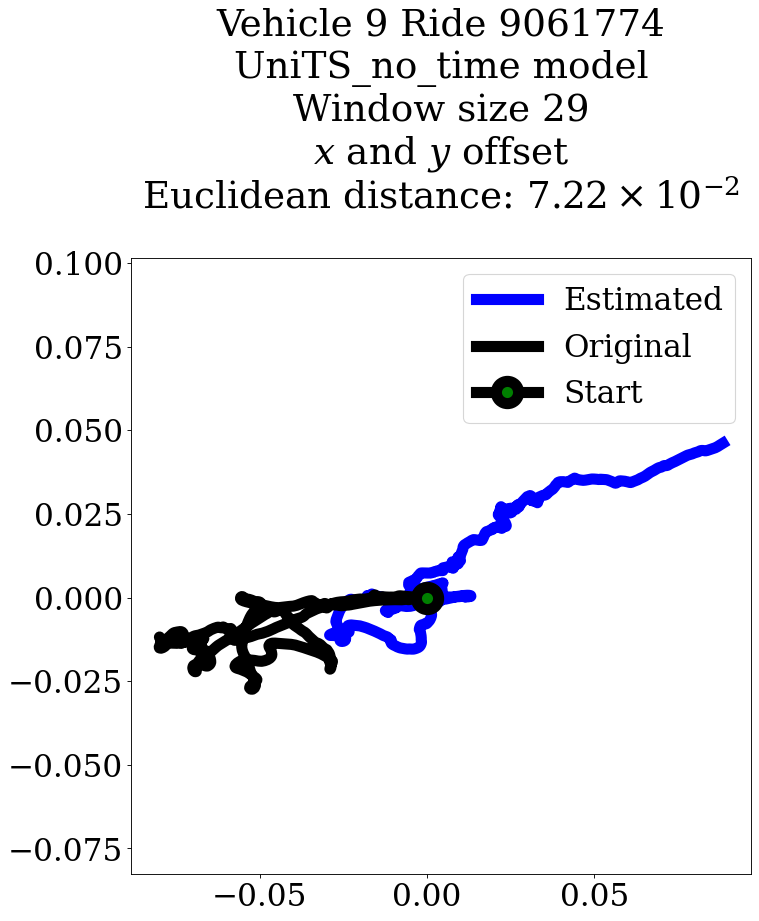 Vehicle 9 Ride 9061774
UniTS_no_time model
Window size 29
x and y offset
Euclidean distance: 7.22 × 10⁻²
Estimated
Original
Start
0.100
0.075
0.050
0.025
0.000
−0.025
−0.050
−0.075
−0.05 0.00 0.05